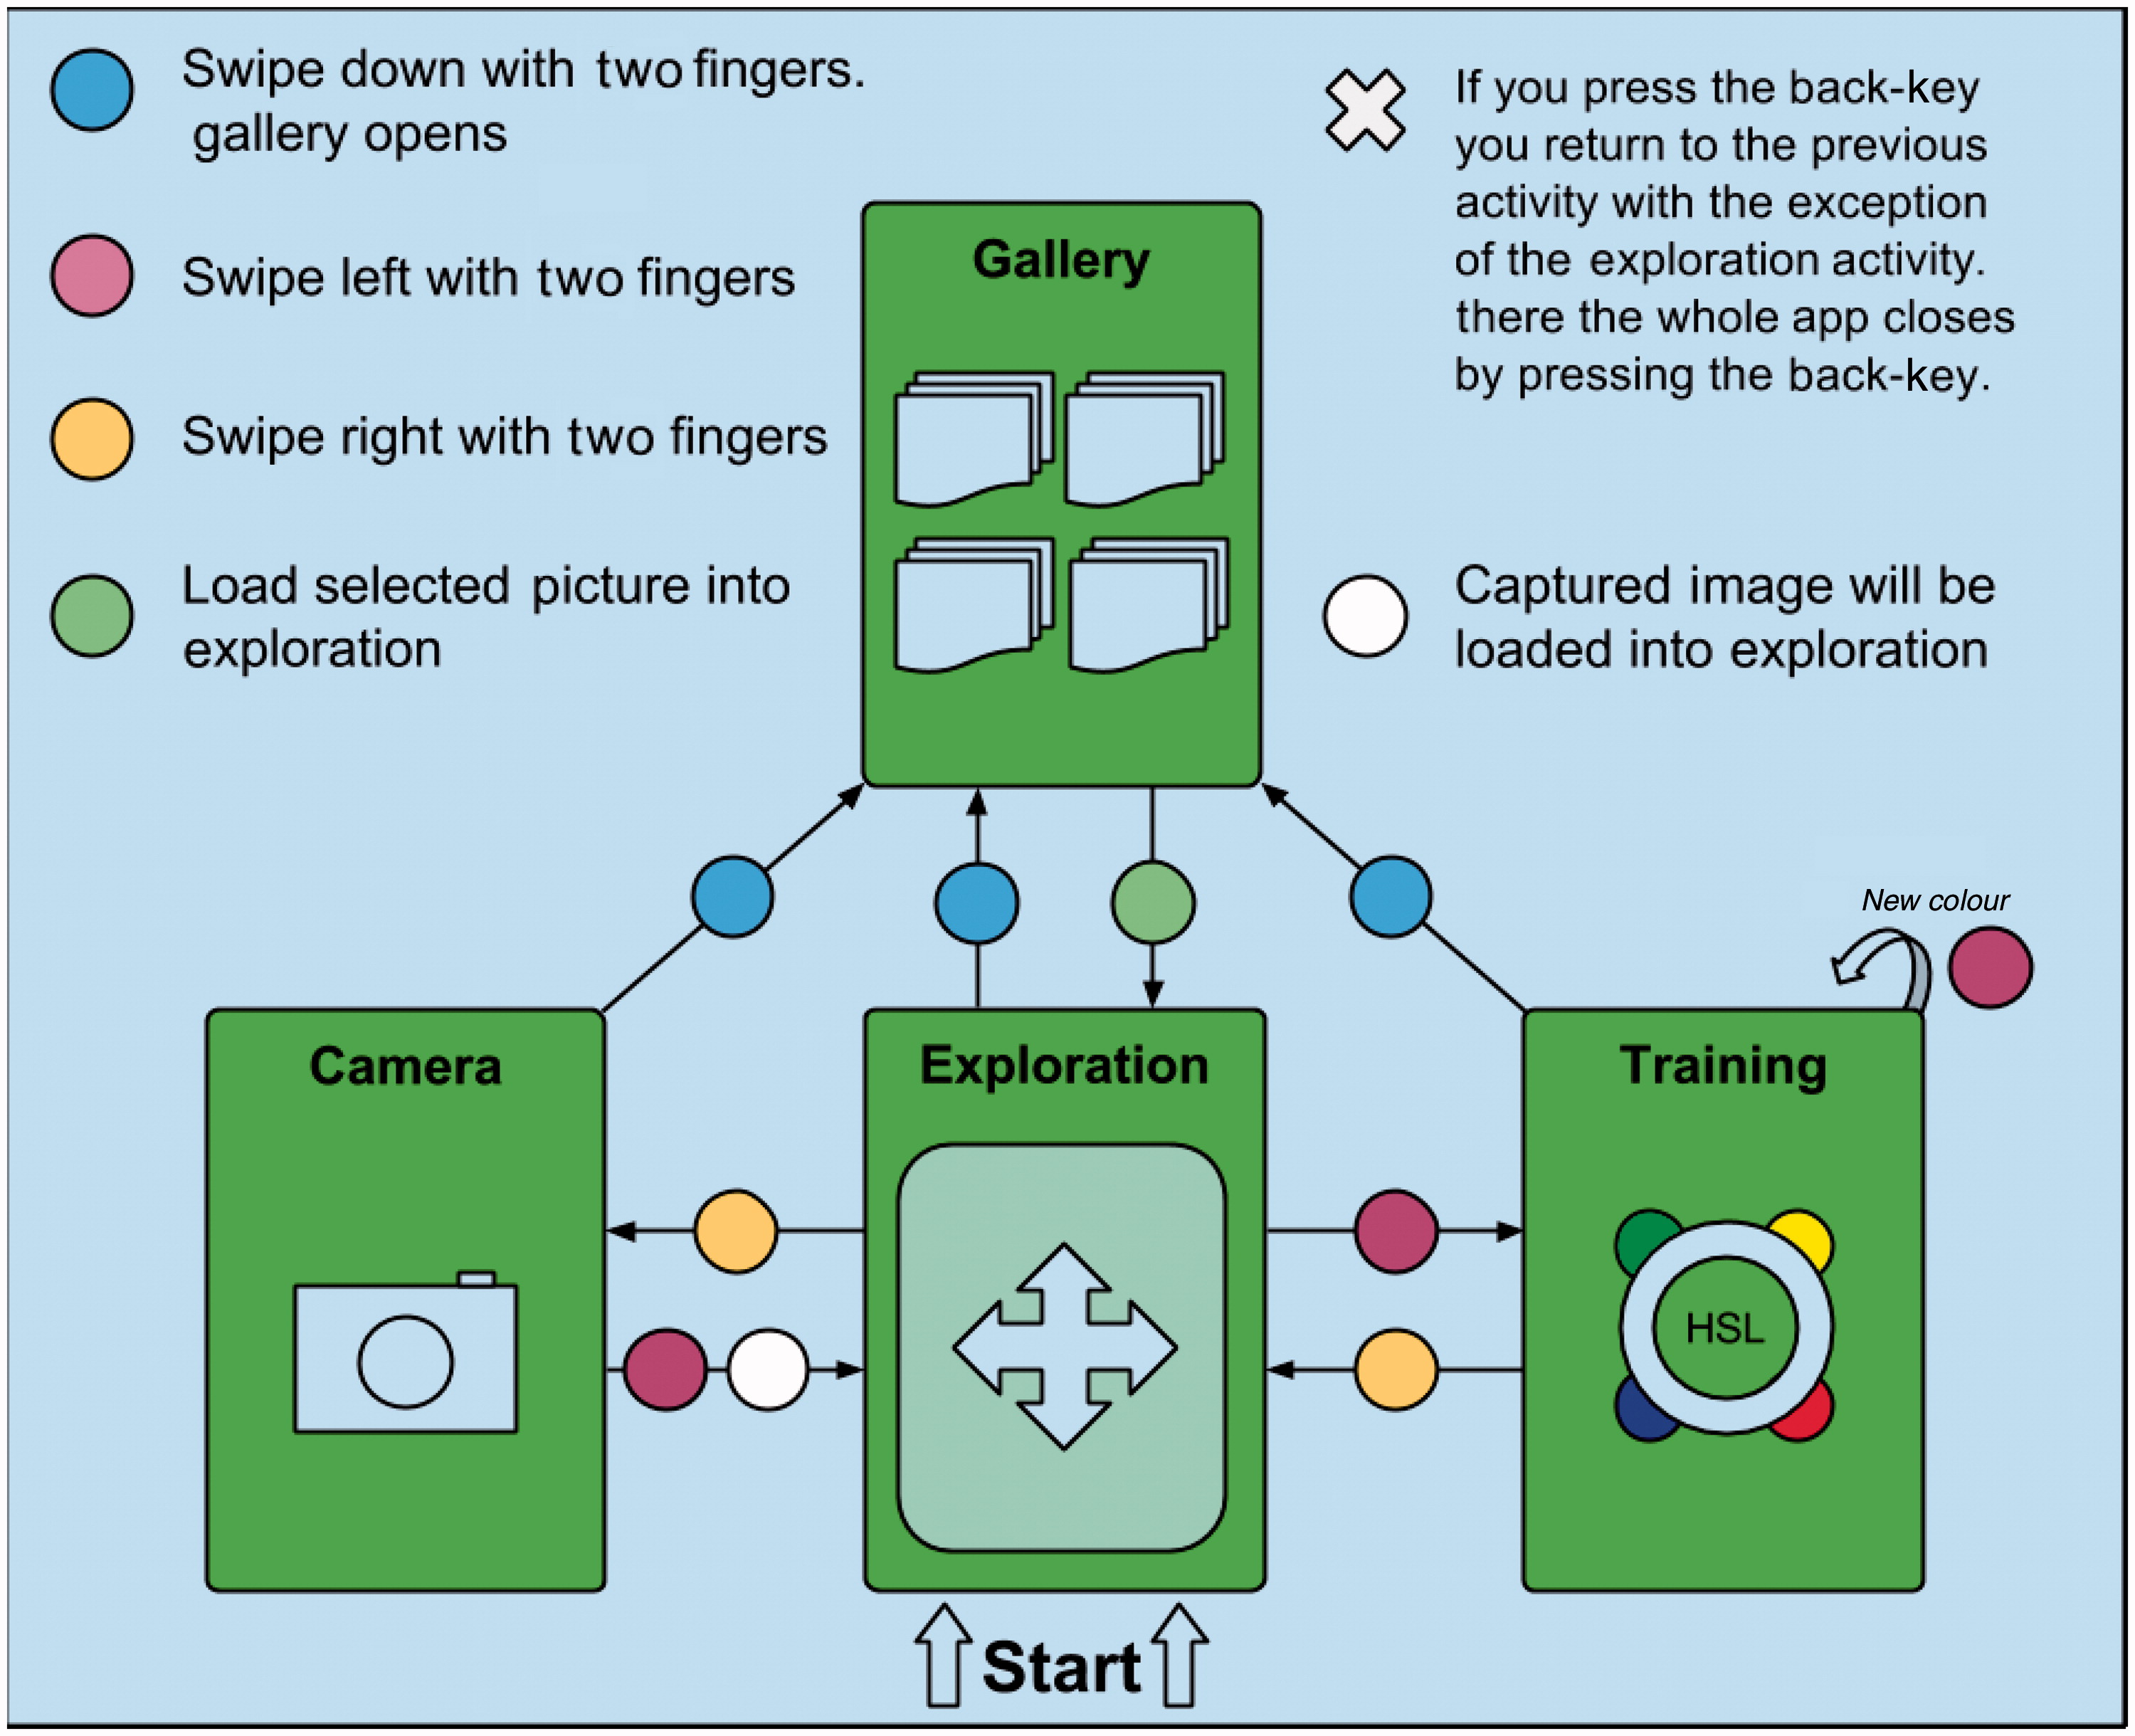 Swipe down with two fingers.
gallery opens
Swipe left with two fingers
Swipe right with two fingers
Load selected picture into
exploration
If you press the back-key
you return to the previous
activity with the exception
of the exploration activity.
there the whole app closes
by pressing the back-key.
Captured image will be
loaded into exploration
Gallery
New colour
Camera
Exploration
Training
HSL
Start